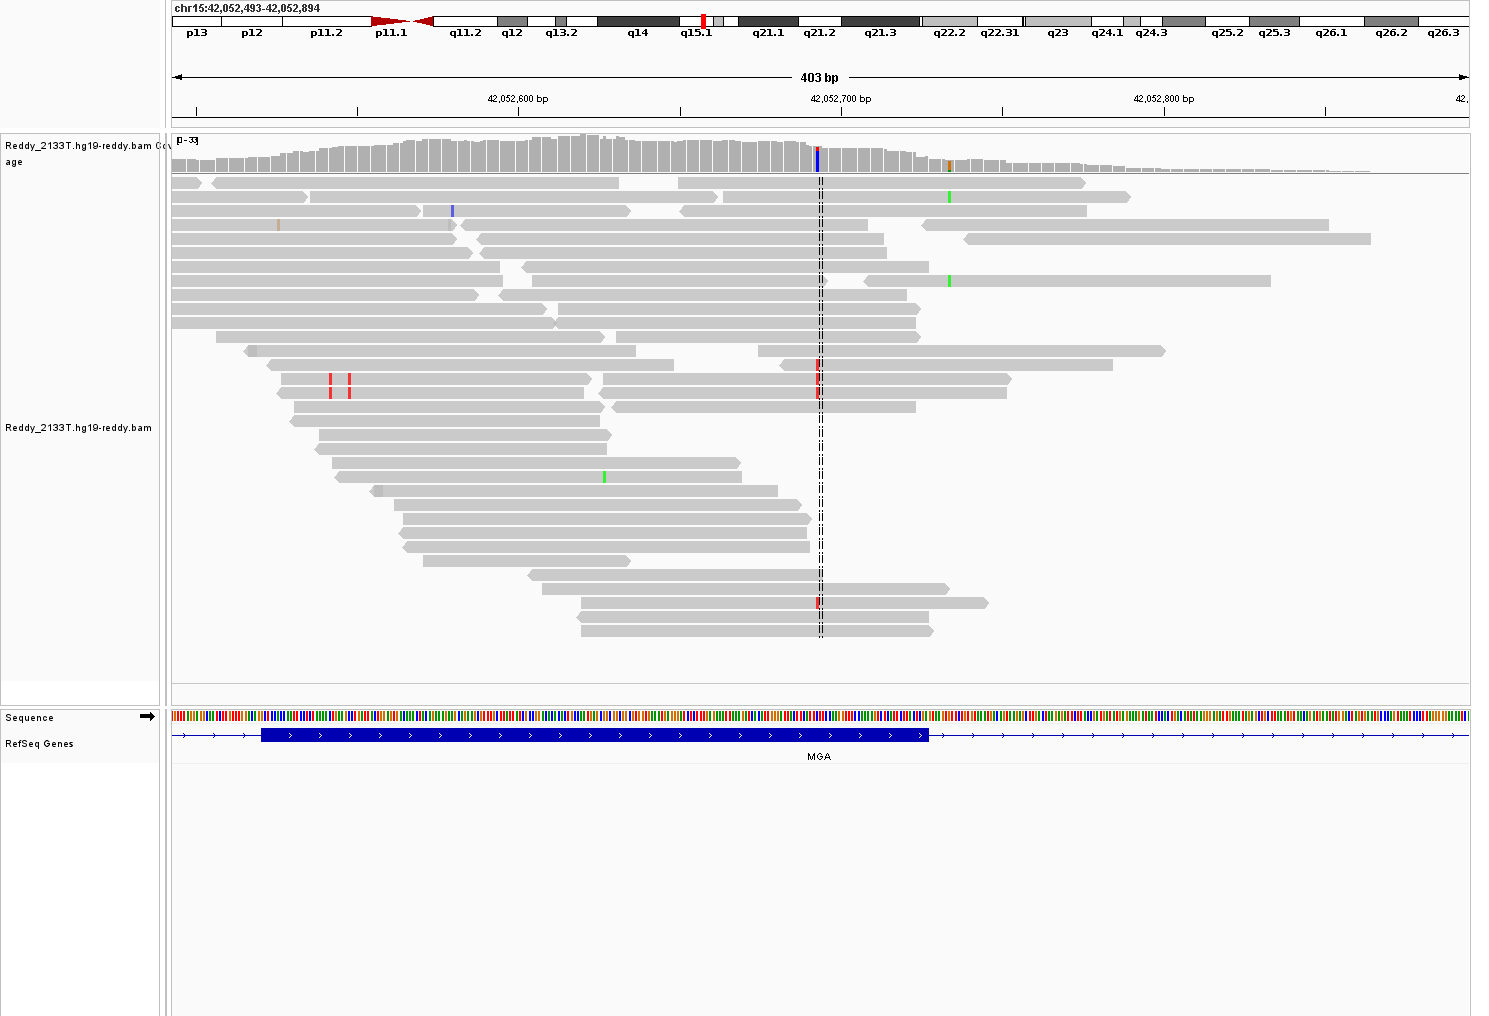 chr15:42,052,493-42,052,894
p13 p12 p11.2 p11.1 q11.2 q12 q13.2 q14 q15.1 q21.1 q21.2 q21.3 q22.2 q22.31 q23 q24.1 q24.3 q25.2 q25.3 q26.1 q26.2 q26.3
403 bp
42,052,600 bp 42,052,700 bp 42,052,800 bp 42,
Reddy_2133T.hg19-reddy.bam Cov
age
[0-33]
Reddy_2133T.hg19-reddy.bam
Sequence
RefSeq Genes
MGA